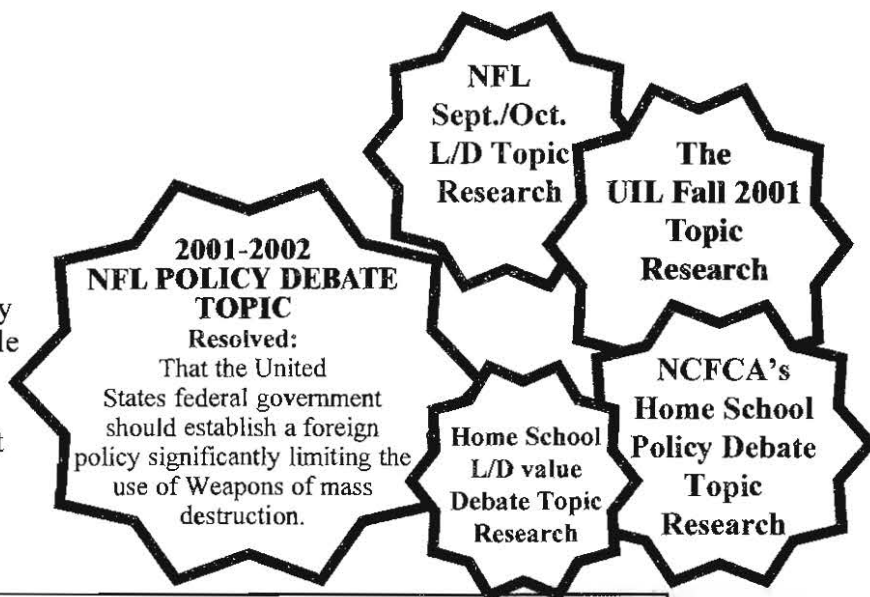 NFL
Sept./Oct.
L/D Topic
Research
The
UIL Fall 2001
Topic
Research
2001-2002
NFL POLICY DEBATE
TOPIC
Resolved:
That the United
States federal government
should establish a foreign
policy significantly limiting the
use of Weapons of mass
destruction.
Home School
L/D value
Debate Topic
Research
NCFCA's
Home School
Policy Debate
Topic
Research